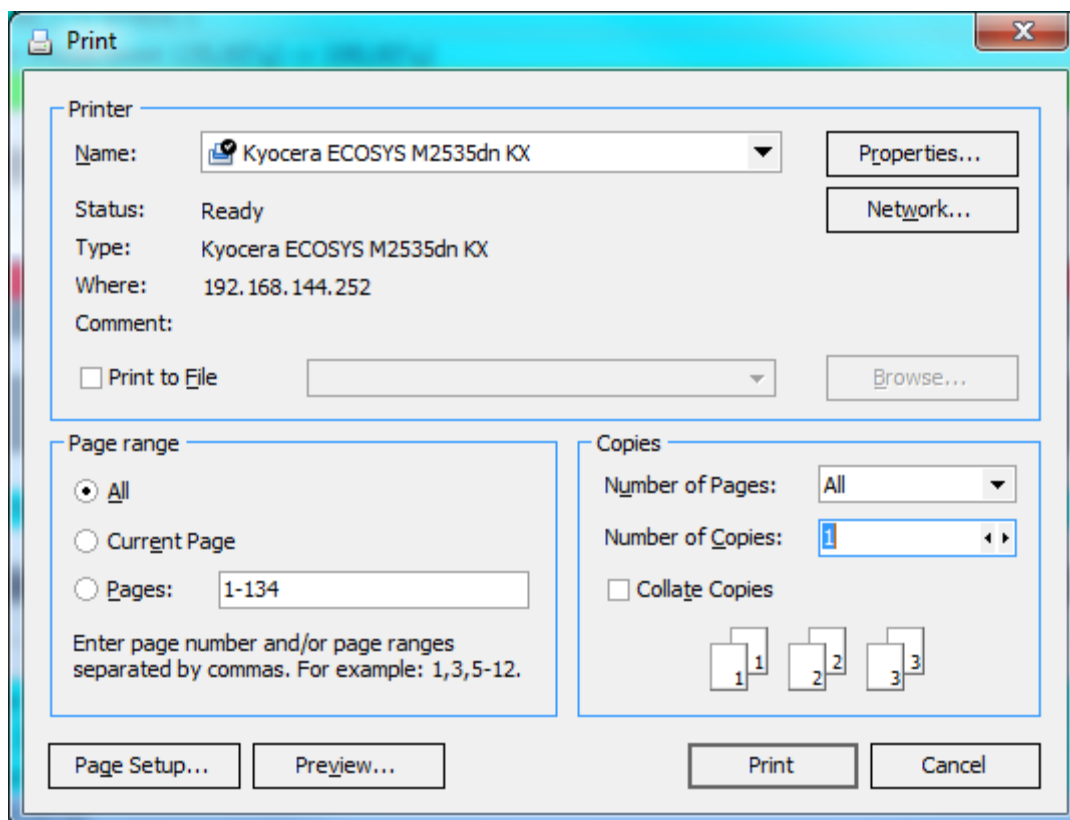 Print
Printer
Name: Kyocera ECOSYS M2535dn KX Properties...
Status: Ready Network...
Type: Kyocera ECOSYS M2535dn KX
Where: 192.168.144.252
Comment:
Print to File Browse...
Page range
All
Current Page
Pages: 1-134
Enter page number and/or page ranges
separated by commas. For example: 1,3,5-12.
Copies
Number of Pages: All
Number of Copies: 1
Collate Copies
1 1 2 2 3 3
Page Setup... Preview... Print Cancel